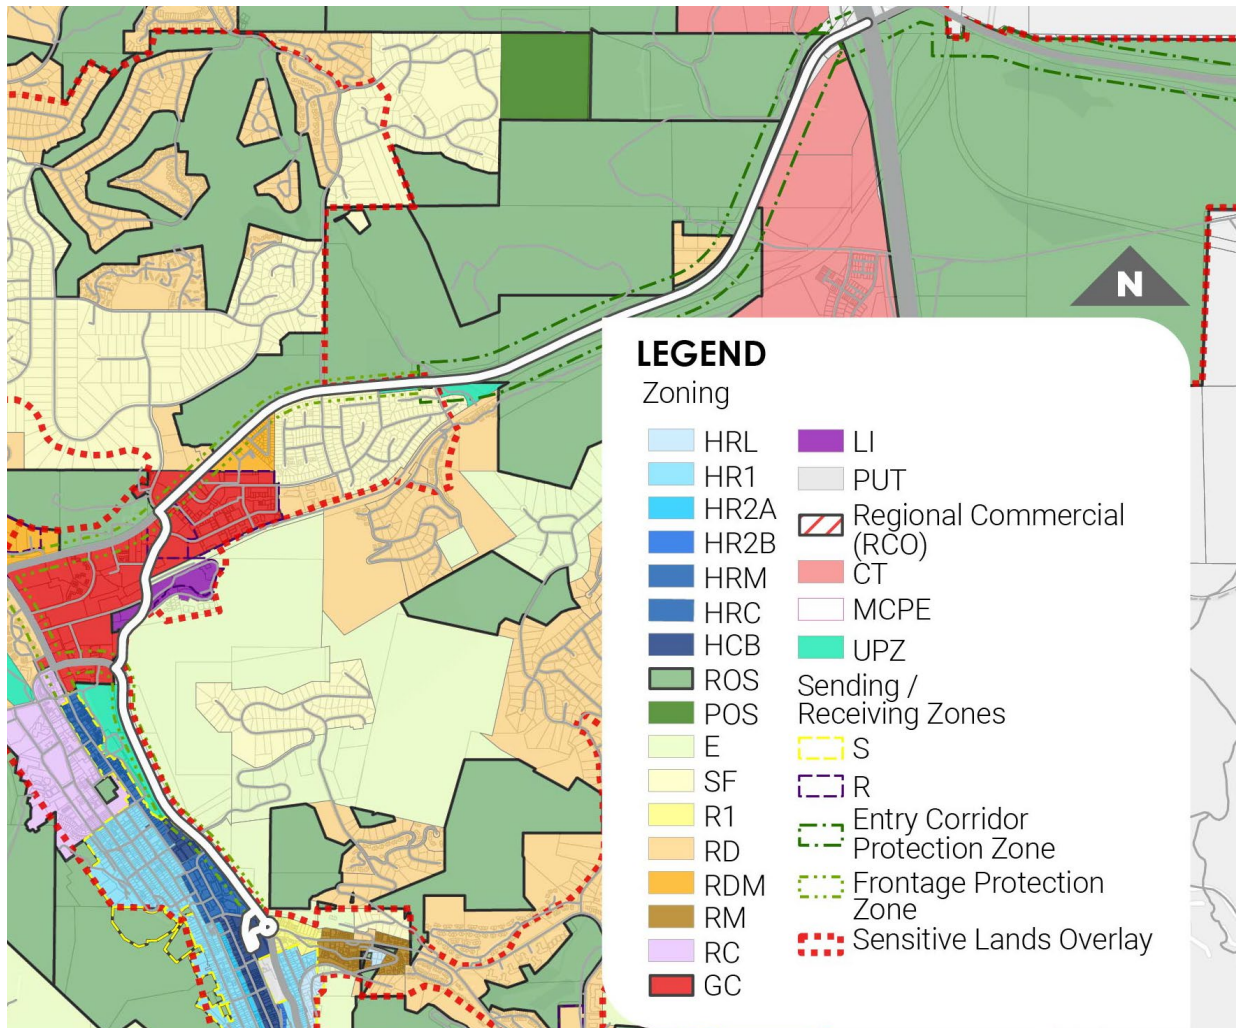 N
LEGEND
Zoning
HRL
HR1
HR2A
HR2B
HRM
HRC
HCB
ROS
POS
E
SF
R1
RD
RDM
RM
RC
GC
LI
PUT
Regional Commercial
(RCO)
CT
MCPE
UPZ
Sending /
Receiving Zones
S
R
Entry Corridor
Protection Zone
Frontage Protection
Zone
Sensitive Lands Overlay